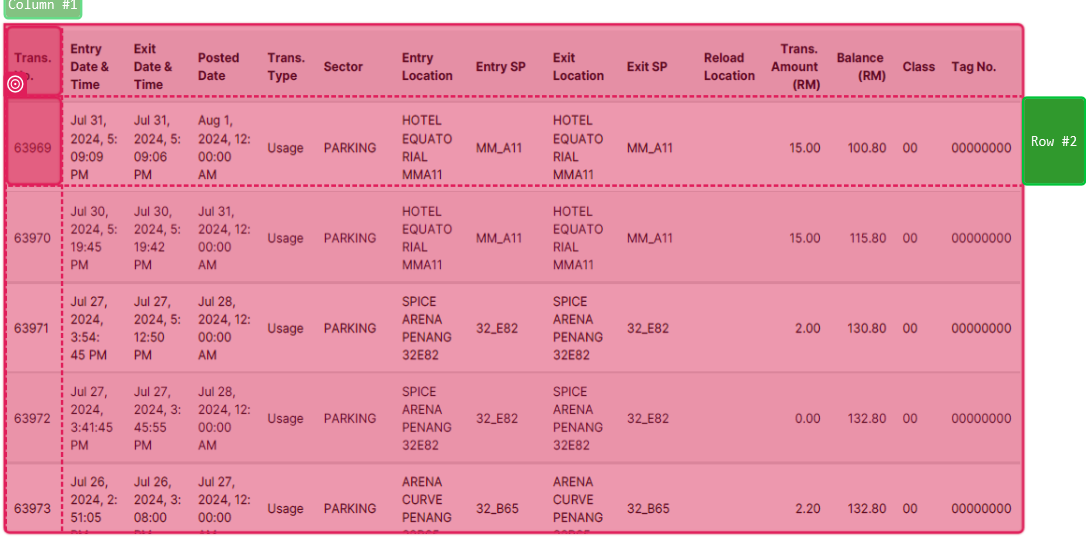 Column #1
Trans. No. Entry Date & Time Exit Date & Time Posted Date Trans. Type Sector Entry Location Entry SP Exit Location Exit SP Reload Location Trans. Amount (RM) Balance (RM) Class Tag No.
63969 Jul 31, 2024, 5:09:09 PM Jul 31, 2024, 5:09:06 PM Aug 1, 2024, 12:00:00 AM Usage PARKING HOTEL EQUATORIAL MMA11 MM_A11 HOTEL EQUATORIAL MMA11 MM_A11 15.00 100.80 00 00000000
Row #2
63970 Jul 30, 2024, 5:19:45 PM Jul 30, 2024, 5:19:42 PM Jul 31, 2024, 12:00:00 AM Usage PARKING HOTEL EQUATORIAL MMA11 MM_A11 HOTEL EQUATORIAL MMA11 MM_A11 15.00 115.80 00 00000000
63971 Jul 27, 2024, 3:54:45 PM Jul 27, 2024, 5:12:50 PM Jul 28, 2024, 12:00:00 AM Usage PARKING SPICE ARENA PENANG 32E82 32_E82 SPICE ARENA PENANG 32E82 32_E82 2.00 130.80 00 00000000
63972 Jul 27, 2024, 3:41:45 PM Jul 27, 2024, 3:45:55 PM Jul 28, 2024, 12:00:00 AM Usage PARKING SPICE ARENA PENANG 32E82 32_E82 SPICE ARENA PENANG 32E82 32_E82 0.00 132.80 00 00000000
63973 Jul 26, 2024, 2:51:05 Jul 26, 2024, 3:08:00 Jul 27, 2024, 12:00:00 Usage PARKING ARENA CURVE PENANG 32_B65 ARENA CURVE PENANG 32_B65 2.20 132.80 00 00000000